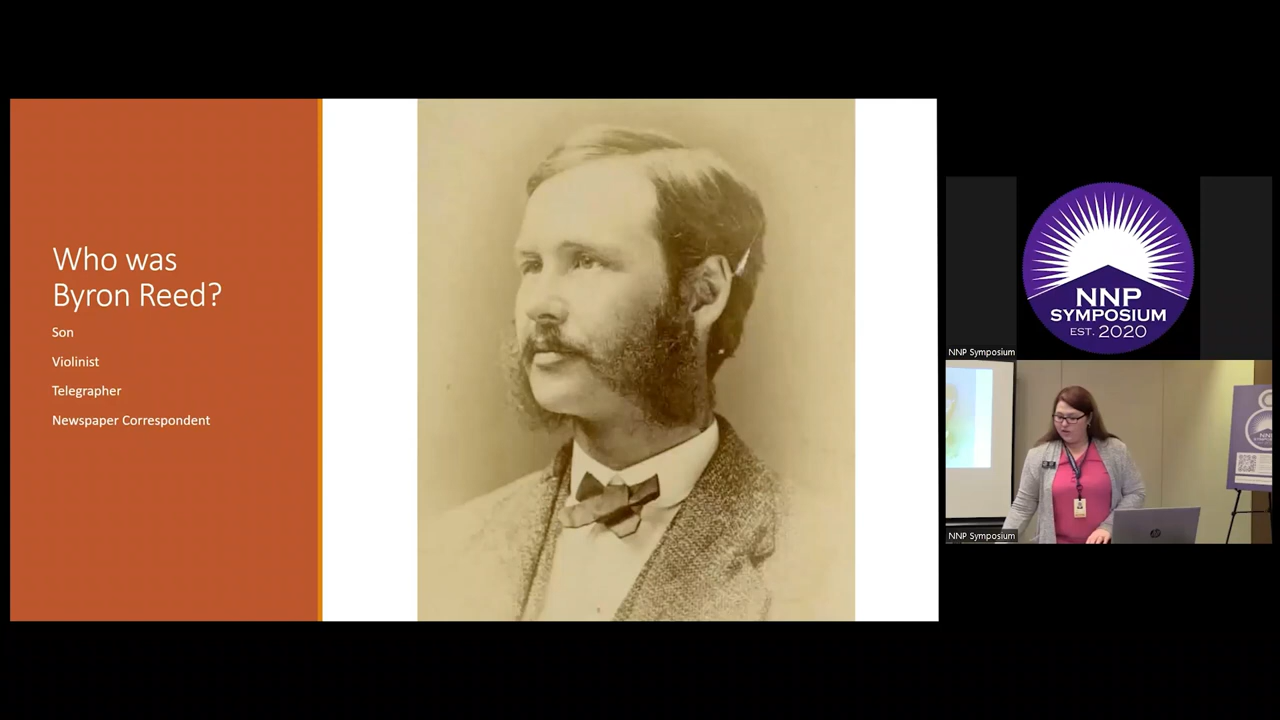 Who was
Byron Reed?
Son
Violinist
Telegrapher
Newspaper Correspondent
NNP
SYMPOSIUM
EST. 2020
NNP Symposium
NNP Symposium